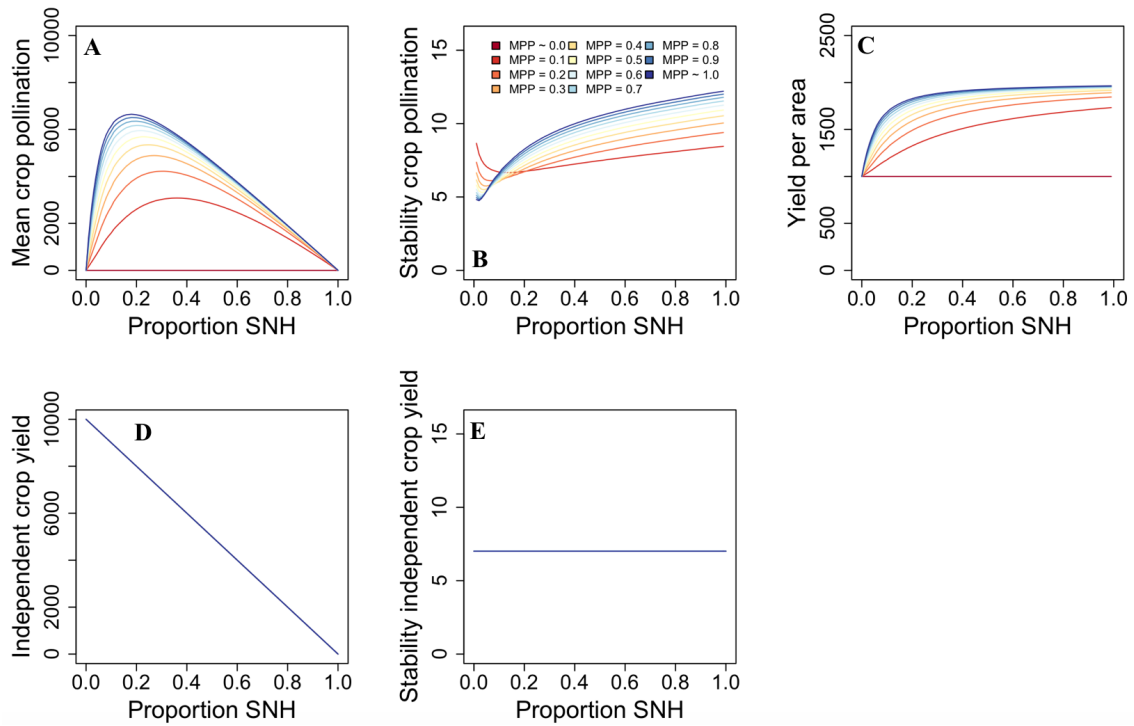 A
Mean crop pollination
0 2000 6000 10000
0.0 0.2 0.4 0.6 0.8 1.0
Proportion SNH
B
Stability crop pollination
0 5 10 15
MPP ~ 0.0 MPP = 0.4 MPP = 0.8
MPP = 0.1 MPP = 0.5 MPP = 0.9
MPP = 0.2 MPP = 0.6 MPP ~ 1.0
MPP = 0.3 MPP = 0.7
0.0 0.2 0.4 0.6 0.8 1.0
Proportion SNH
C
Yield per area
0 500 1500 2500
0.0 0.2 0.4 0.6 0.8 1.0
Proportion SNH
D
Independent crop yield
0 2000 6000 10000
0.0 0.2 0.4 0.6 0.8 1.0
Proportion SNH
E
Stability independent crop yield
0 5 10 15
0.0 0.2 0.4 0.6 0.8 1.0
Proportion SNH